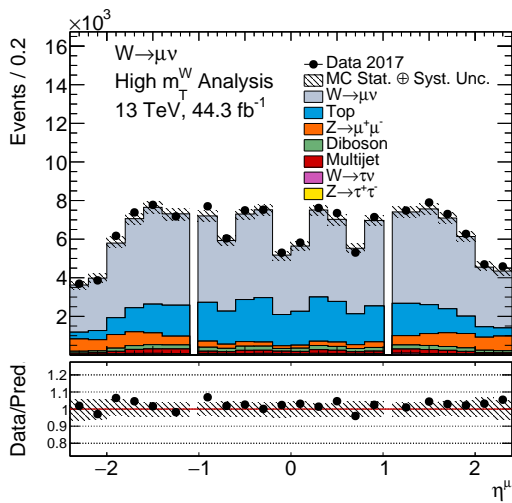 ×10³
Events / 0.2
16
14
12
10
8
6
4
2
W→μν
High m_T^W Analysis
13 TeV, 44.3 fb⁻¹
Data 2017
MC Stat. ⊕ Syst. Unc.
W→μν
Top
Z→μ⁺μ⁻
Diboson
Multijet
W→τν
Z→τ⁺τ⁻
Data/Pred.
1.2
1.1
1
0.9
0.8
−2 −1 0 1 2
η^μ